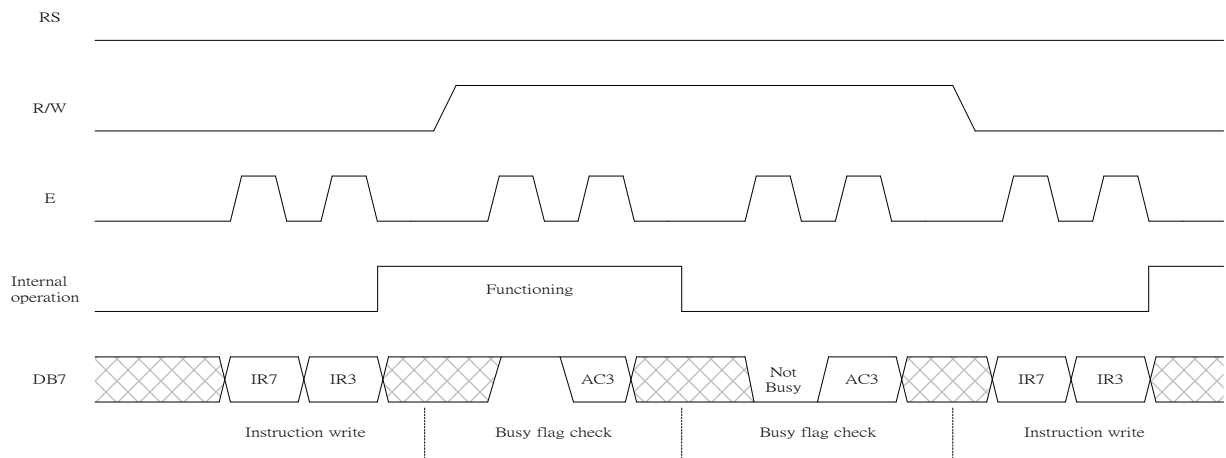 RS
R/W
E
Internal
operation
Functioning
DB7
IR7
IR3
AC3
Not
Busy
AC3
IR7
IR3
Instruction write
Busy flag check
Busy flag check
Instruction write